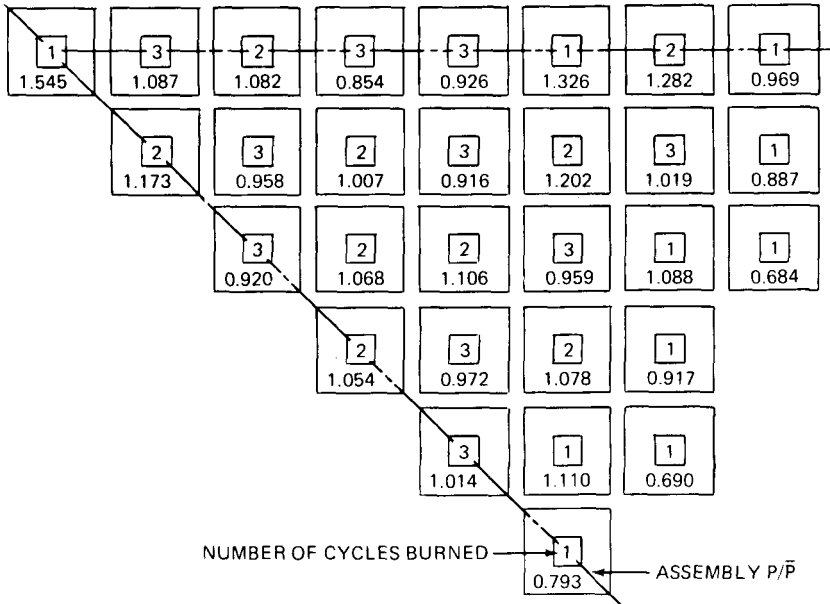 1 3 2 3 3 1 2 1
1.545 1.087 1.082 0.854 0.926 1.326 1.282 0.969
2 3 2 3 2 3 1
1.173 0.958 1.007 0.916 1.202 1.019 0.887
3 2 2 3 1 1
0.920 1.068 1.106 0.959 1.088 0.684
2 3 2 1
1.054 0.972 1.078 0.917
3 1 1
1.014 1.110 0.690
NUMBER OF CYCLES BURNED 1 ASSEMBLY P/P̄
0.793